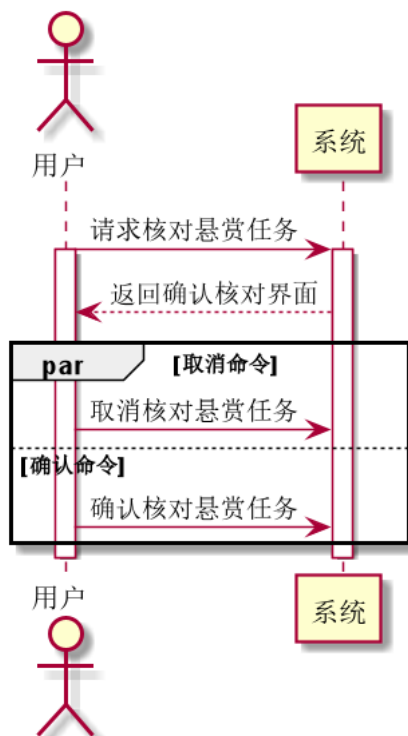 用户
系统
请求核对悬赏任务
返回确认核对界面
par
[取消命令]
取消核对悬赏任务
[确认命令]
确认核对悬赏任务
用户
系统